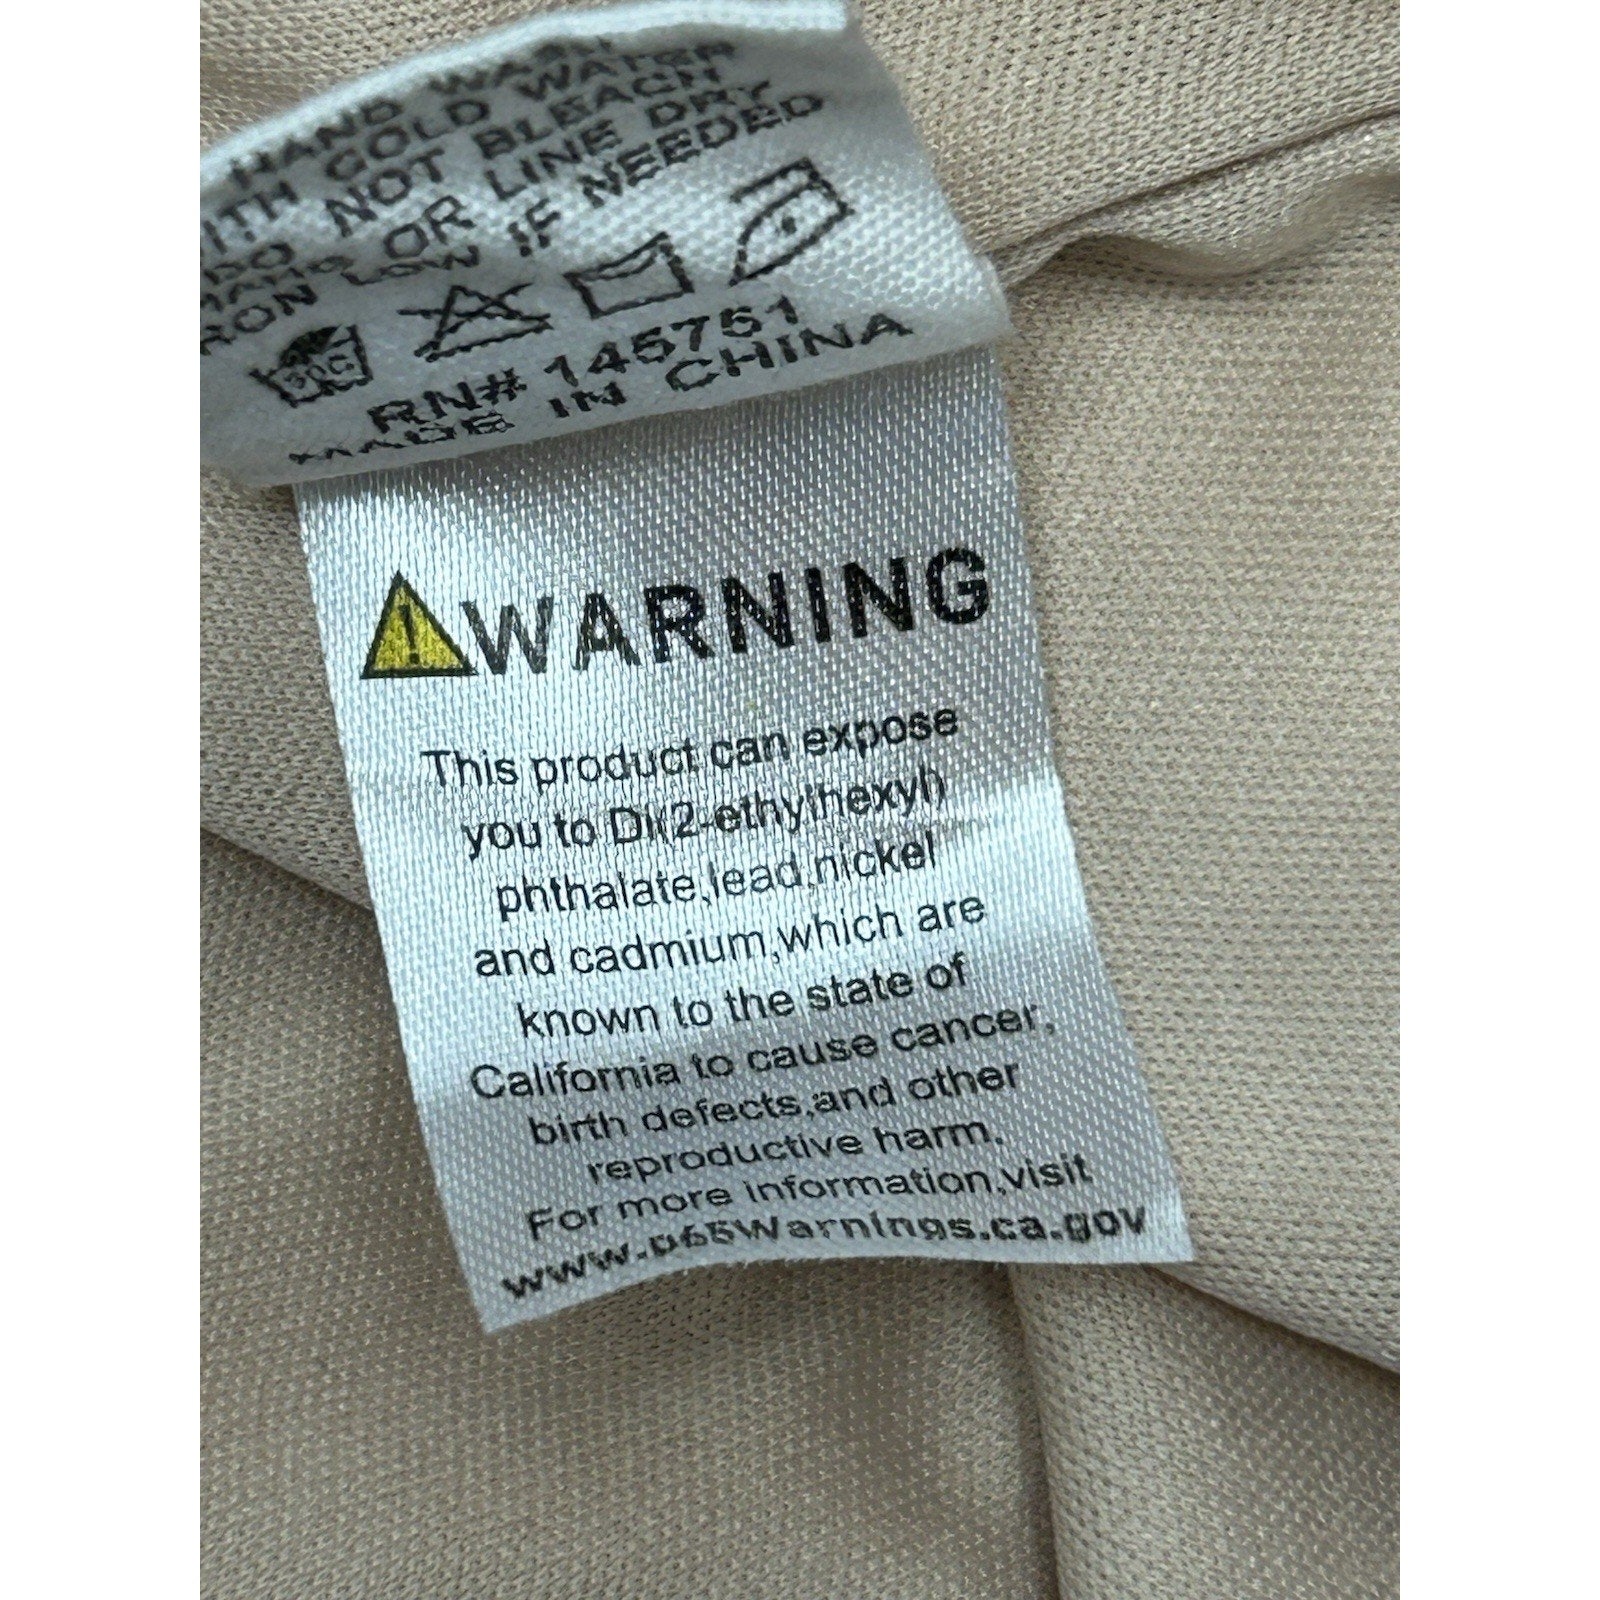 HAND WASH
WITH COLD WATER
DO NOT BLEACH
HANG OR LINE DRY
IRON LOW IF NEEDED
30C
RN# 145751
MADE IN CHINA
WARNING
This product can expose
you to DI(2-ethylhexyl)
phthalate,lead,nickel
and cadmium,which are
known to the state of
California to cause cancer,
birth defects,and other
reproductive harm.
For more information,visit
www.p65Warnings.ca.gov